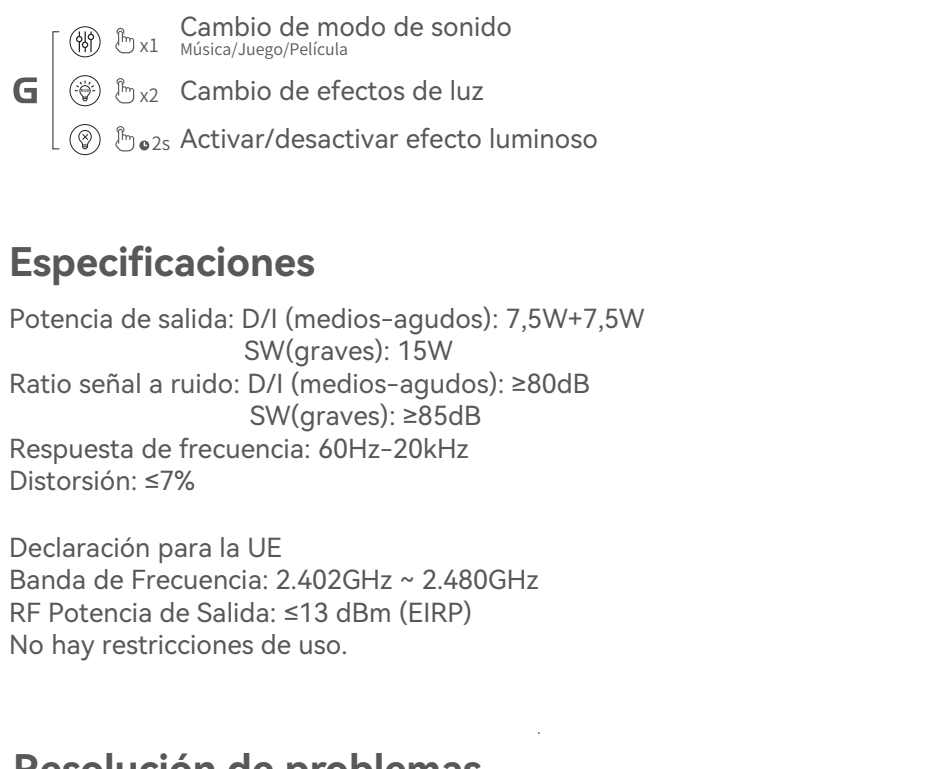 Cambio de modo de sonido
x1
Música/Juego/Película
G
x2 Cambio de efectos de luz
2s Activar/desactivar efecto luminoso
Especificaciones
Potencia de salida: D/I (medios-agudos): 7,5W+7,5W
SW(graves): 15W
Ratio señal a ruido: D/I (medios-agudos): ≥80dB
SW(graves): ≥85dB
Respuesta de frecuencia: 60Hz-20kHz
Distorsión: ≤7%
Declaración para la UE
Banda de Frecuencia: 2.402GHz ~ 2.480GHz
RF Potencia de Salida: ≤13 dBm (EIRP)
No hay restricciones de uso.
Resolución de problemas